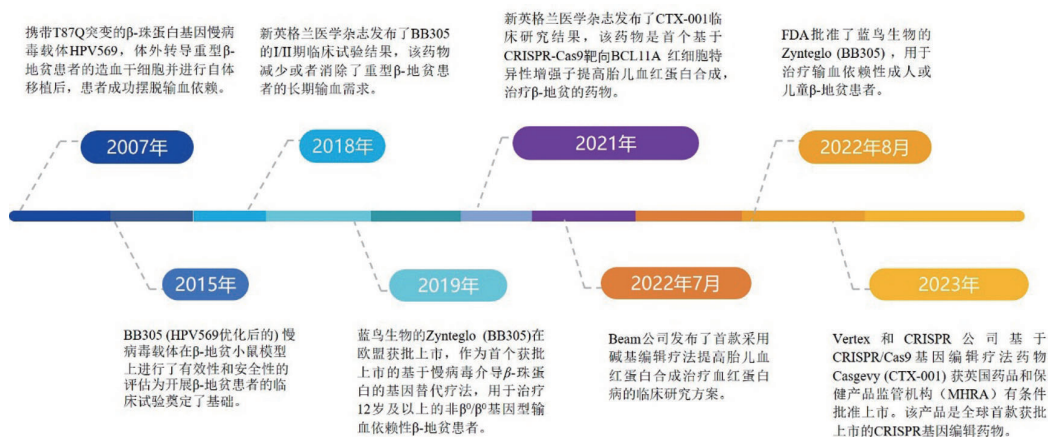 携带T87Q突变的β-珠蛋白基因慢病
毒载体HPV569，体外转导重型β-
地贫患者的造血干细胞并进行自体
移植后，患者成功摆脱输血依赖。
2007年
新英格兰医学杂志发布了BB305
的I/II期临床试验结果，该药物
减少或者消除了重型β-地贫患
者的长期输血需求。
2018年
新英格兰医学杂志发布了CTX-001临
床研究结果，该药物是首个基于
CRISPR-Cas9靶向BCL11A 红细胞特
异性增强子提高胎儿血红蛋白合成，
治疗β-地贫的药物。
2021年
FDA批准了蓝鸟生物的
Zynteglo (BB305)，用于
治疗输血依赖性成人或
儿童β-地贫患者。
2022年8月
2015年
BB305 (HPV569优化后的) 慢
病毒载体在β-地贫小鼠模型
上进行了有效性和安全性的
评估为开展β-地贫患者的临
床试验奠定了基础。
2019年
蓝鸟生物的Zynteglo (BB305)在
欧盟获批上市，作为首个获批
上市的基于慢病毒介导β-珠蛋
白的基因替代疗法，用于治疗
12岁及以上的非β⁰/β⁰基因型输
血依赖性β-地贫患者。
2022年7月
Beam公司发布了首款采用
碱基编辑疗法提高胎儿血
红蛋白合成治疗血红蛋白
病的临床研究方案。
2023年
Vertex 和 CRISPR 公司基于
CRISPR/Cas9基因编辑疗法药物
Casgevy (CTX-001) 获英国药品和保
健产品监管机构（MHRA）有条件
批准上市。该产品是全球首款获批
上市的CRISPR基因编辑药物。